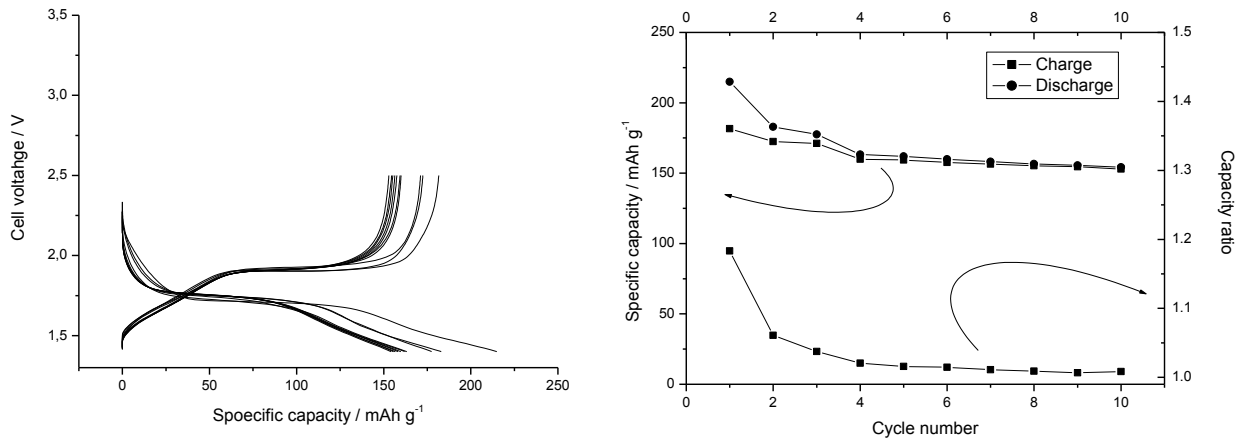 3,5
3,0
2,5
2,0
1,5
Cell voltahge / V
0 50 100 150 200 250
Spoecific capacity / mAh g⁻¹
0 2 4 6 8 10
250
200
150
100
50
0
Specific capacity / mAh g⁻¹
Charge
Discharge
1.5
1.4
1.3
1.2
1.1
1.0
Capacity ratio
0 2 4 6 8 10
Cycle number